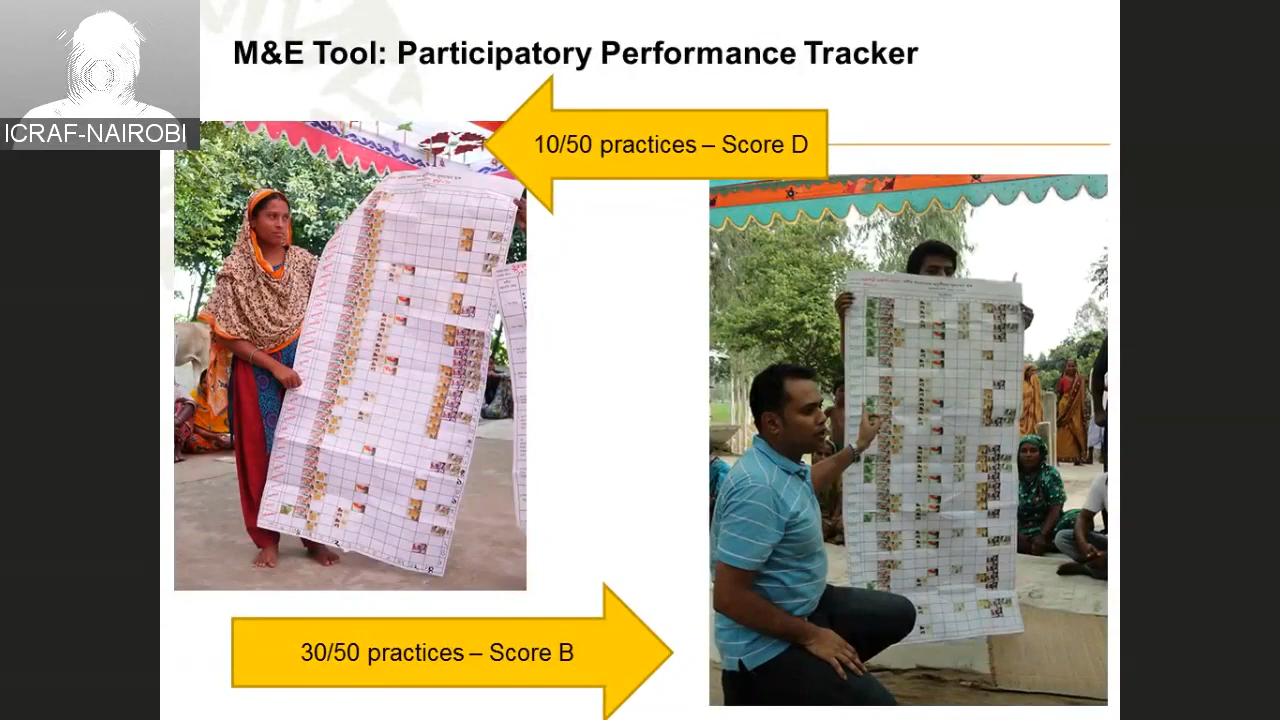 M&E Tool: Participatory Performance Tracker
ICRAF-NAIROBI
10/50 practices – Score D
30/50 practices – Score B